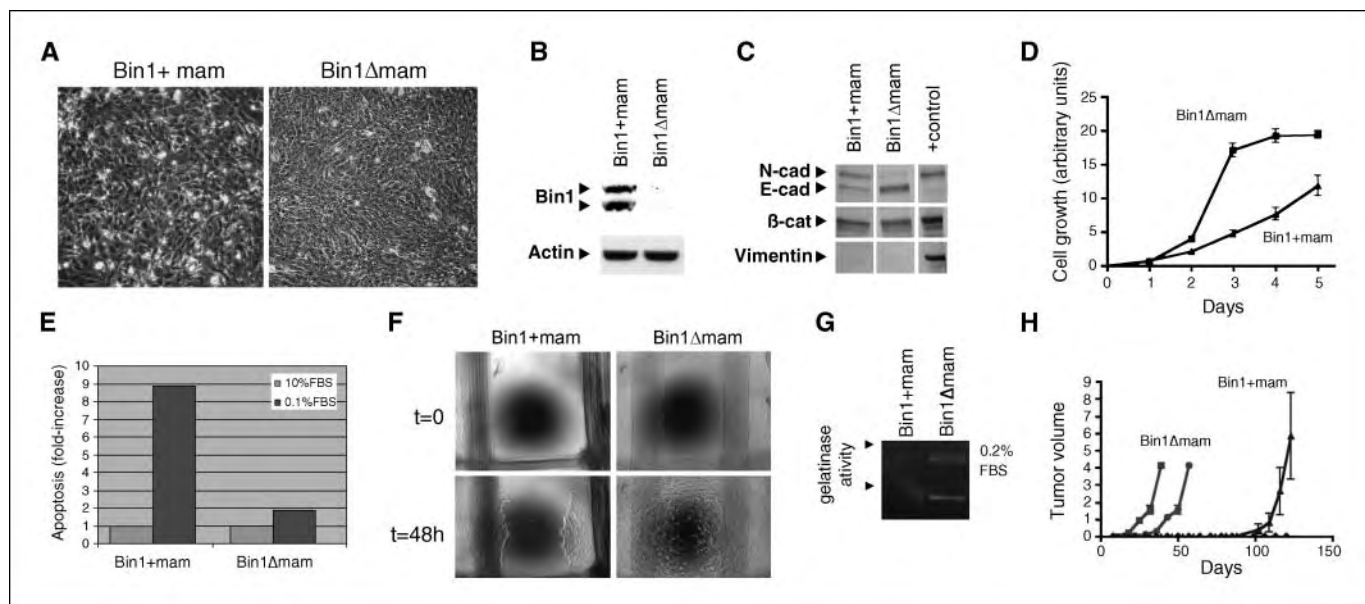 A
Bin1+ mam
Bin1Δmam
B
Bin1+mam
Bin1Δmam
Bin1
Actin
C
Bin1+mam
Bin1Δmam
+control
N-cad
E-cad
ß-cat
Vimentin
D
Cell growth (arbitrary units)
25
20
15
10
5
0
0 1 2 3 4 5
Days
Bin1Δmam
Bin1+mam
E
Apoptosis (fold-increase)
10
9
8
7
6
5
4
3
2
1
0
10%FBS
0.1%FBS
Bin1+mam
Bin1Δmam
F
Bin1+mam
Bin1Δmam
t=0
t=48h
G
Bin1+mam
Bin1Δmam
gelatinase
ativity
0.2%
FBS
H
Tumor volume
9
8
7
6
5
4
3
2
1
0
0 50 100 150
Days
Bin1Δmam
Bin1+mam